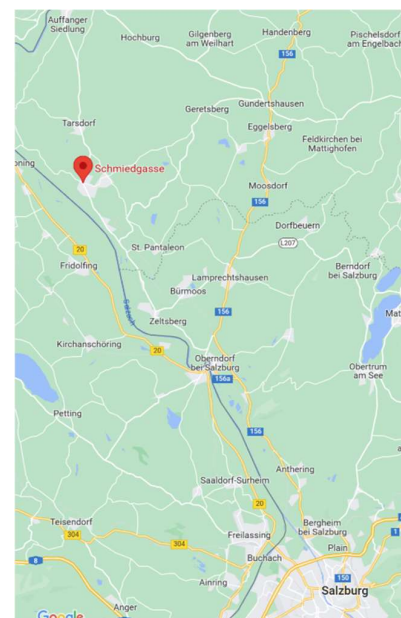 Auffanger
Siedlung
Hochburg
Gilgenberg
am Weilhart
Handenberg
Pischelsdorf
am Engelbach
156
Geretsberg
Gundertshausen
Tarsdorf
Eggelsberg
Feldkirchen bei
Mattighofen
Schmiedgasse
Moosdorf
156
Dorfbeuern
L207
20
St. Pantaleon
Fridolfing
Lamprechtshausen
Berndorf
bei Salzburg
Bürmoos
Salzach
156
Zeltsberg
Mat
Kirchanschöring
20
Oberndorf
bei Salzburg
156a
Obertrum
am See
Petting
156
Anthering
Saaldorf-Surheim
20
Teisendorf
304
304
Freilassing
Bergheim
bei Salzburg
1
Plain
Buchach
8
Ainring
150
Salzburg
Anger
Google